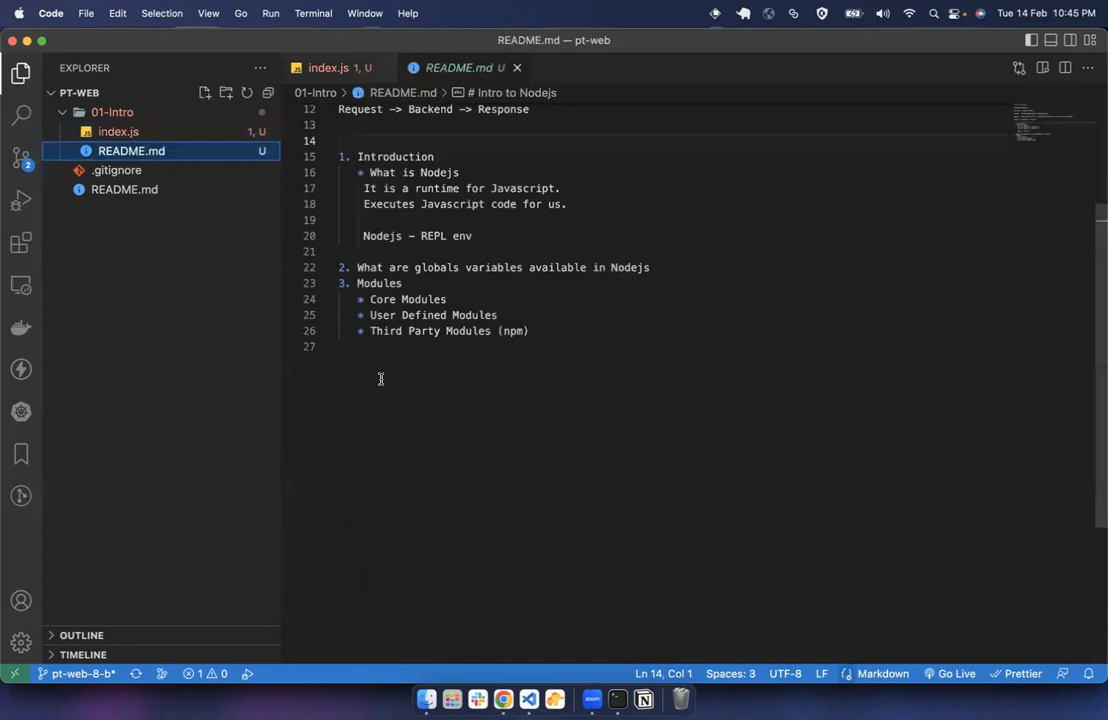 Code File Edit Selection View Go Run Terminal Window Help Tue 14 Feb 10:45 PM
README.md — pt-web
EXPLORER
PT-WEB
01-Intro
index.js 1, U
README.md U
.gitignore
README.md
OUTLINE
TIMELINE
index.js 1, U README.md U
01-Intro > README.md > # Intro to Nodejs
12 Request -> Backend -> Response
13
14
15 1. Introduction
16 * What is Nodejs
17 It is a runtime for Javascript.
18 Executes Javascript code for us.
19
20 Nodejs - REPL env
21
22 2. What are globals variables available in Nodejs
23 3. Modules
24 * Core Modules
25 * User Defined Modules
26 * Third Party Modules (npm)
27
2
pt-web-8-b* 1 0 Ln 14, Col 1 Spaces: 3 UTF-8 LF Markdown Go Live Prettier